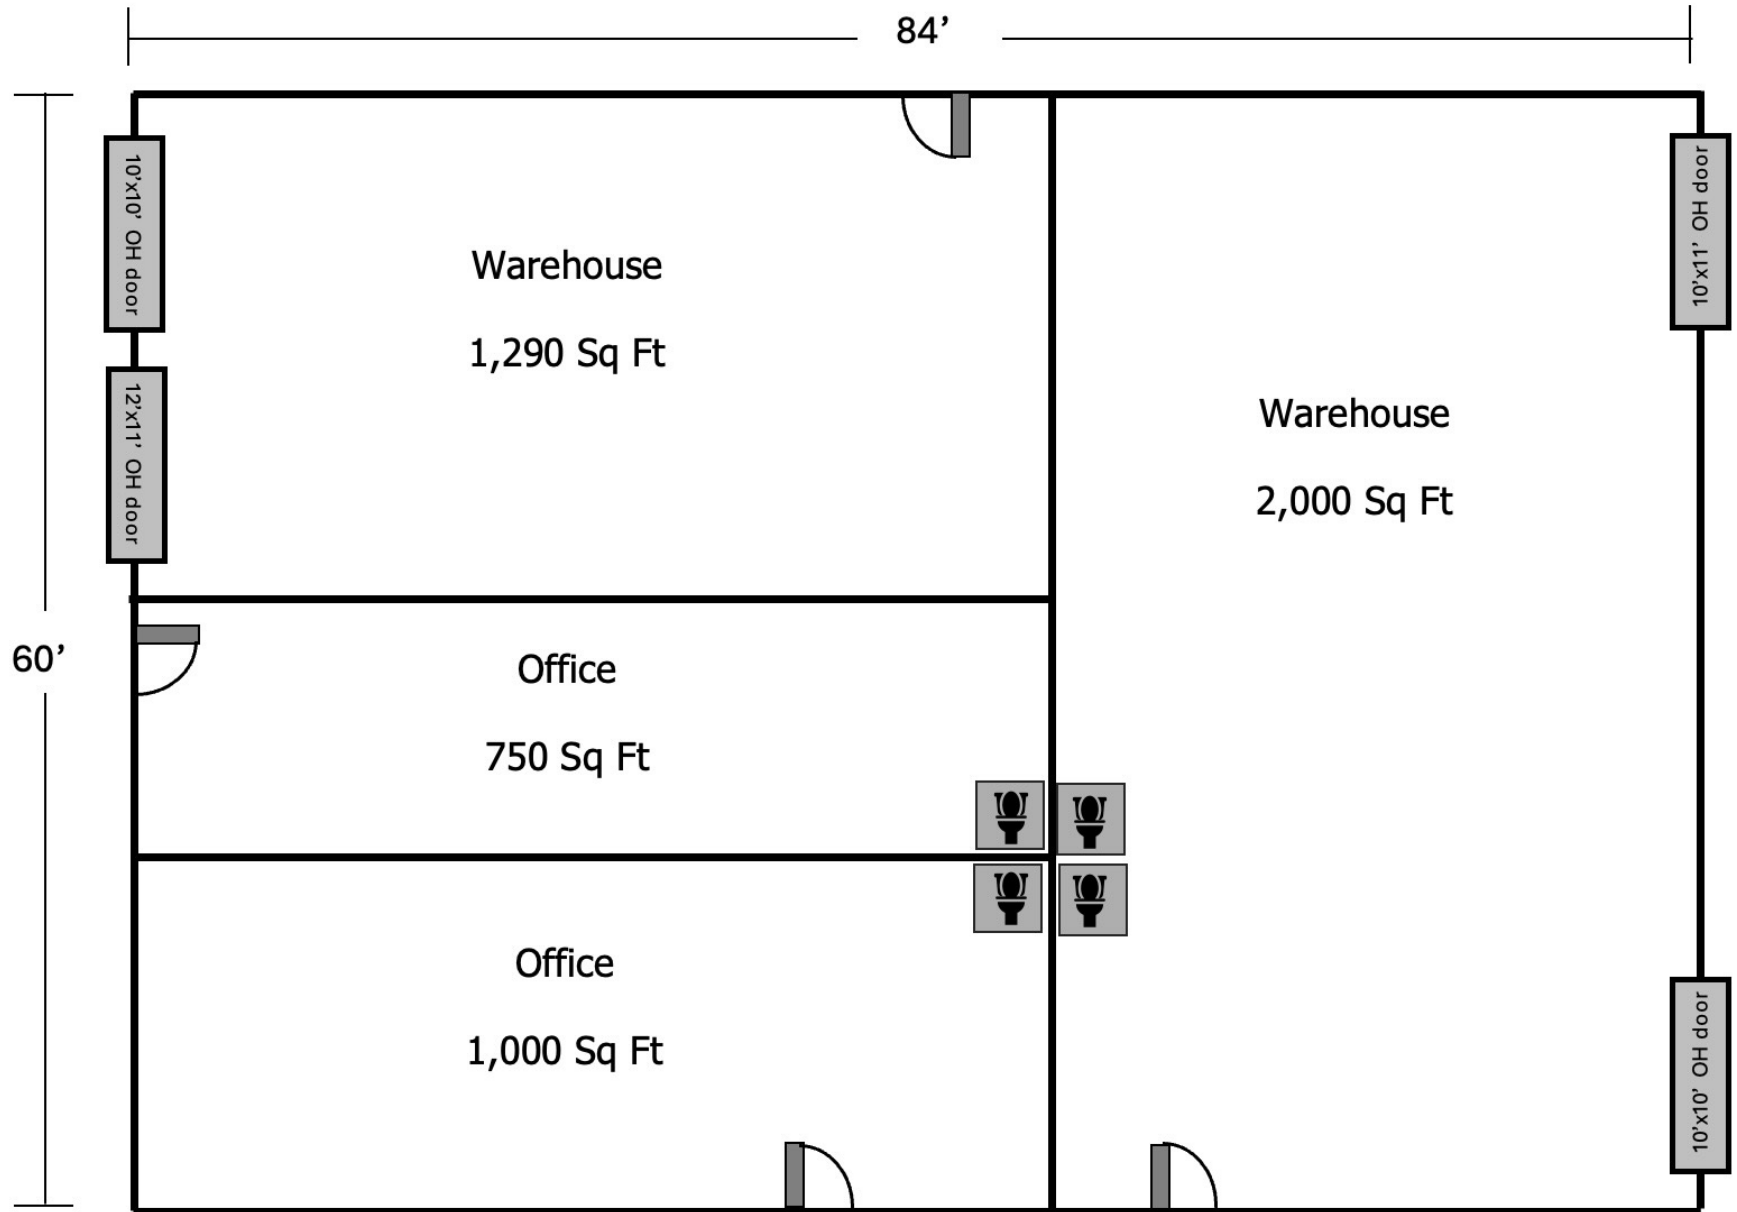 84’
10’x10’ OH door
10’x11’ OH door
Warehouse
1,290 Sq Ft
12’x11’ OH door
Warehouse
2,000 Sq Ft
60’
Office
750 Sq Ft
Office
1,000 Sq Ft
10’x10’ OH door